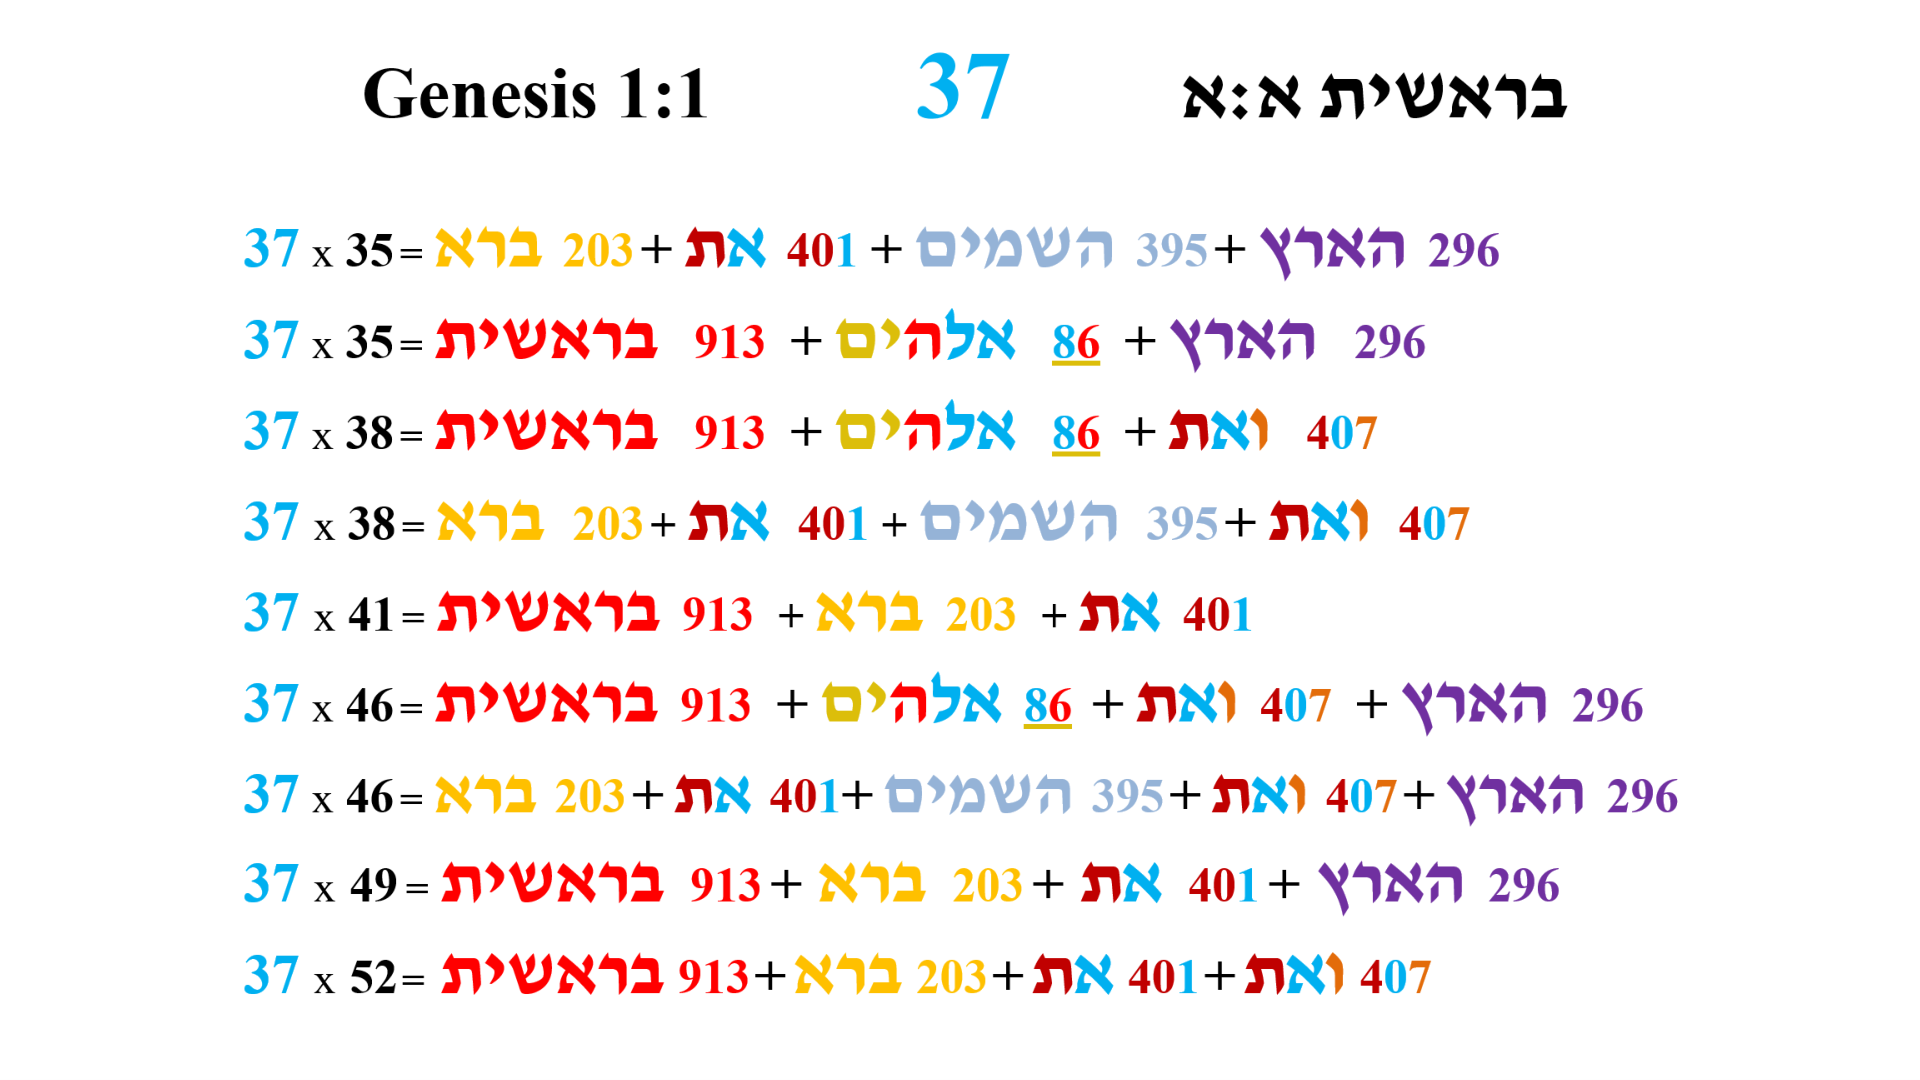 Genesis 1:1 37 בראשית א:א
37 x 35= ברא 203+ את 401 + השמים 395+ הארץ 296
37 x 35= בראשית 913 + אלהים 86 + הארץ 296
37 x 38= בראשית 913 + אלהים 86 + ואת 407
37 x 38= ברא 203+ את 401 + השמים 395+ ואת 407
37 x 41= בראשית 913 + ברא 203 + את 401
37 x 46= בראשית 913 + אלהים 86 + ואת 407 + הארץ 296
37 x 46= ברא 203+ את 401+ השמים 395+ ואת 407+ הארץ 296
37 x 49= בראשית 913+ ברא 203+ את 401+ הארץ 296
37 x 52= בראשית 913+ ברא 203+ את 401+ ואת 407